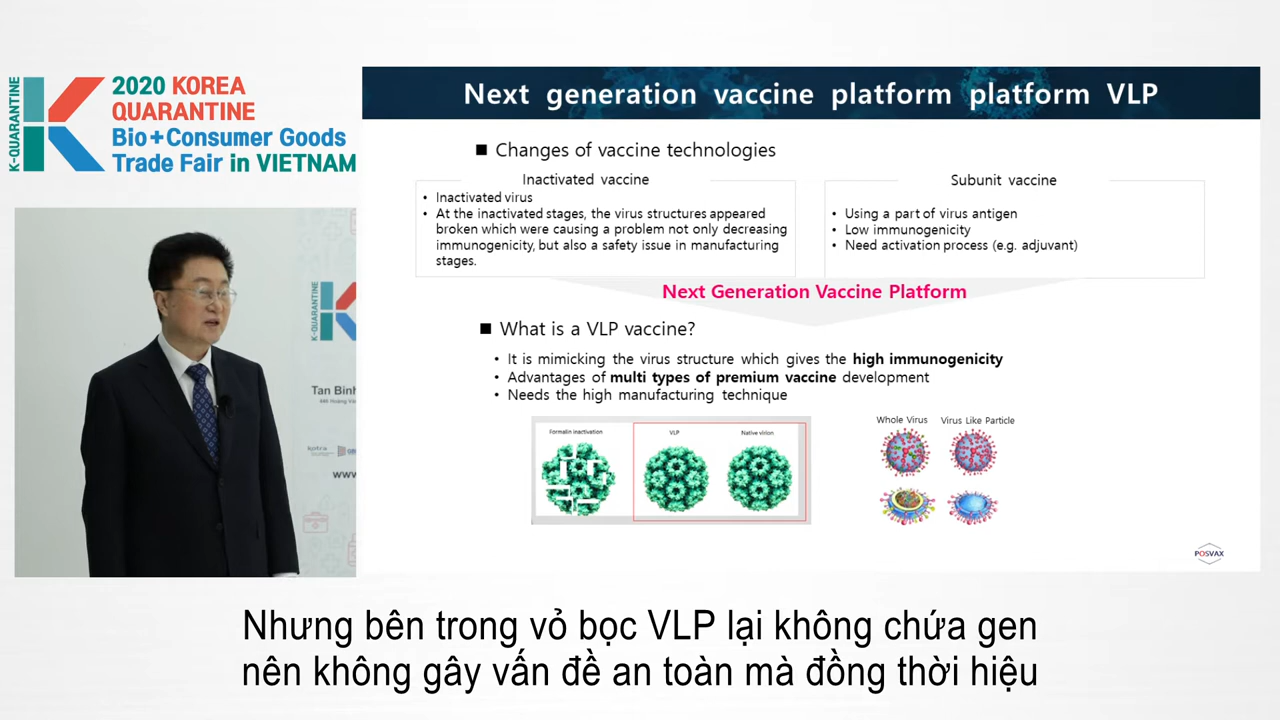 K-QUARANTINE
2020 KOREA
QUARANTINE
Bio+Consumer Goods
Trade Fair in VIETNAM
Next generation vaccine platform platform VLP
■ Changes of vaccine technologies
Inactivated vaccine
• Inactivated virus
• At the inactivated stages, the virus structures appeared
broken which were causing a problem not only decreasing
immunogenicity, but also a safety issue in manufacturing
stages.
Subunit vaccine
• Using a part of virus antigen
• Low immunogenicity
• Need activation process (e.g. adjuvant)
Next Generation Vaccine Platform
■ What is a VLP vaccine?
• It is mimicking the virus structure which gives the high immunogenicity
• Advantages of multi types of premium vaccine development
• Needs the high manufacturing technique
Formalin inactivation
VLP
Native virion
Whole Virus
Virus Like Particle
POSVAX
K-QUARANTINE
Tan Binh
kotra
www
Nhưng bên trong vỏ bọc VLP lại không chứa gen
nên không gây vấn đề an toàn mà đồng thời hiệu